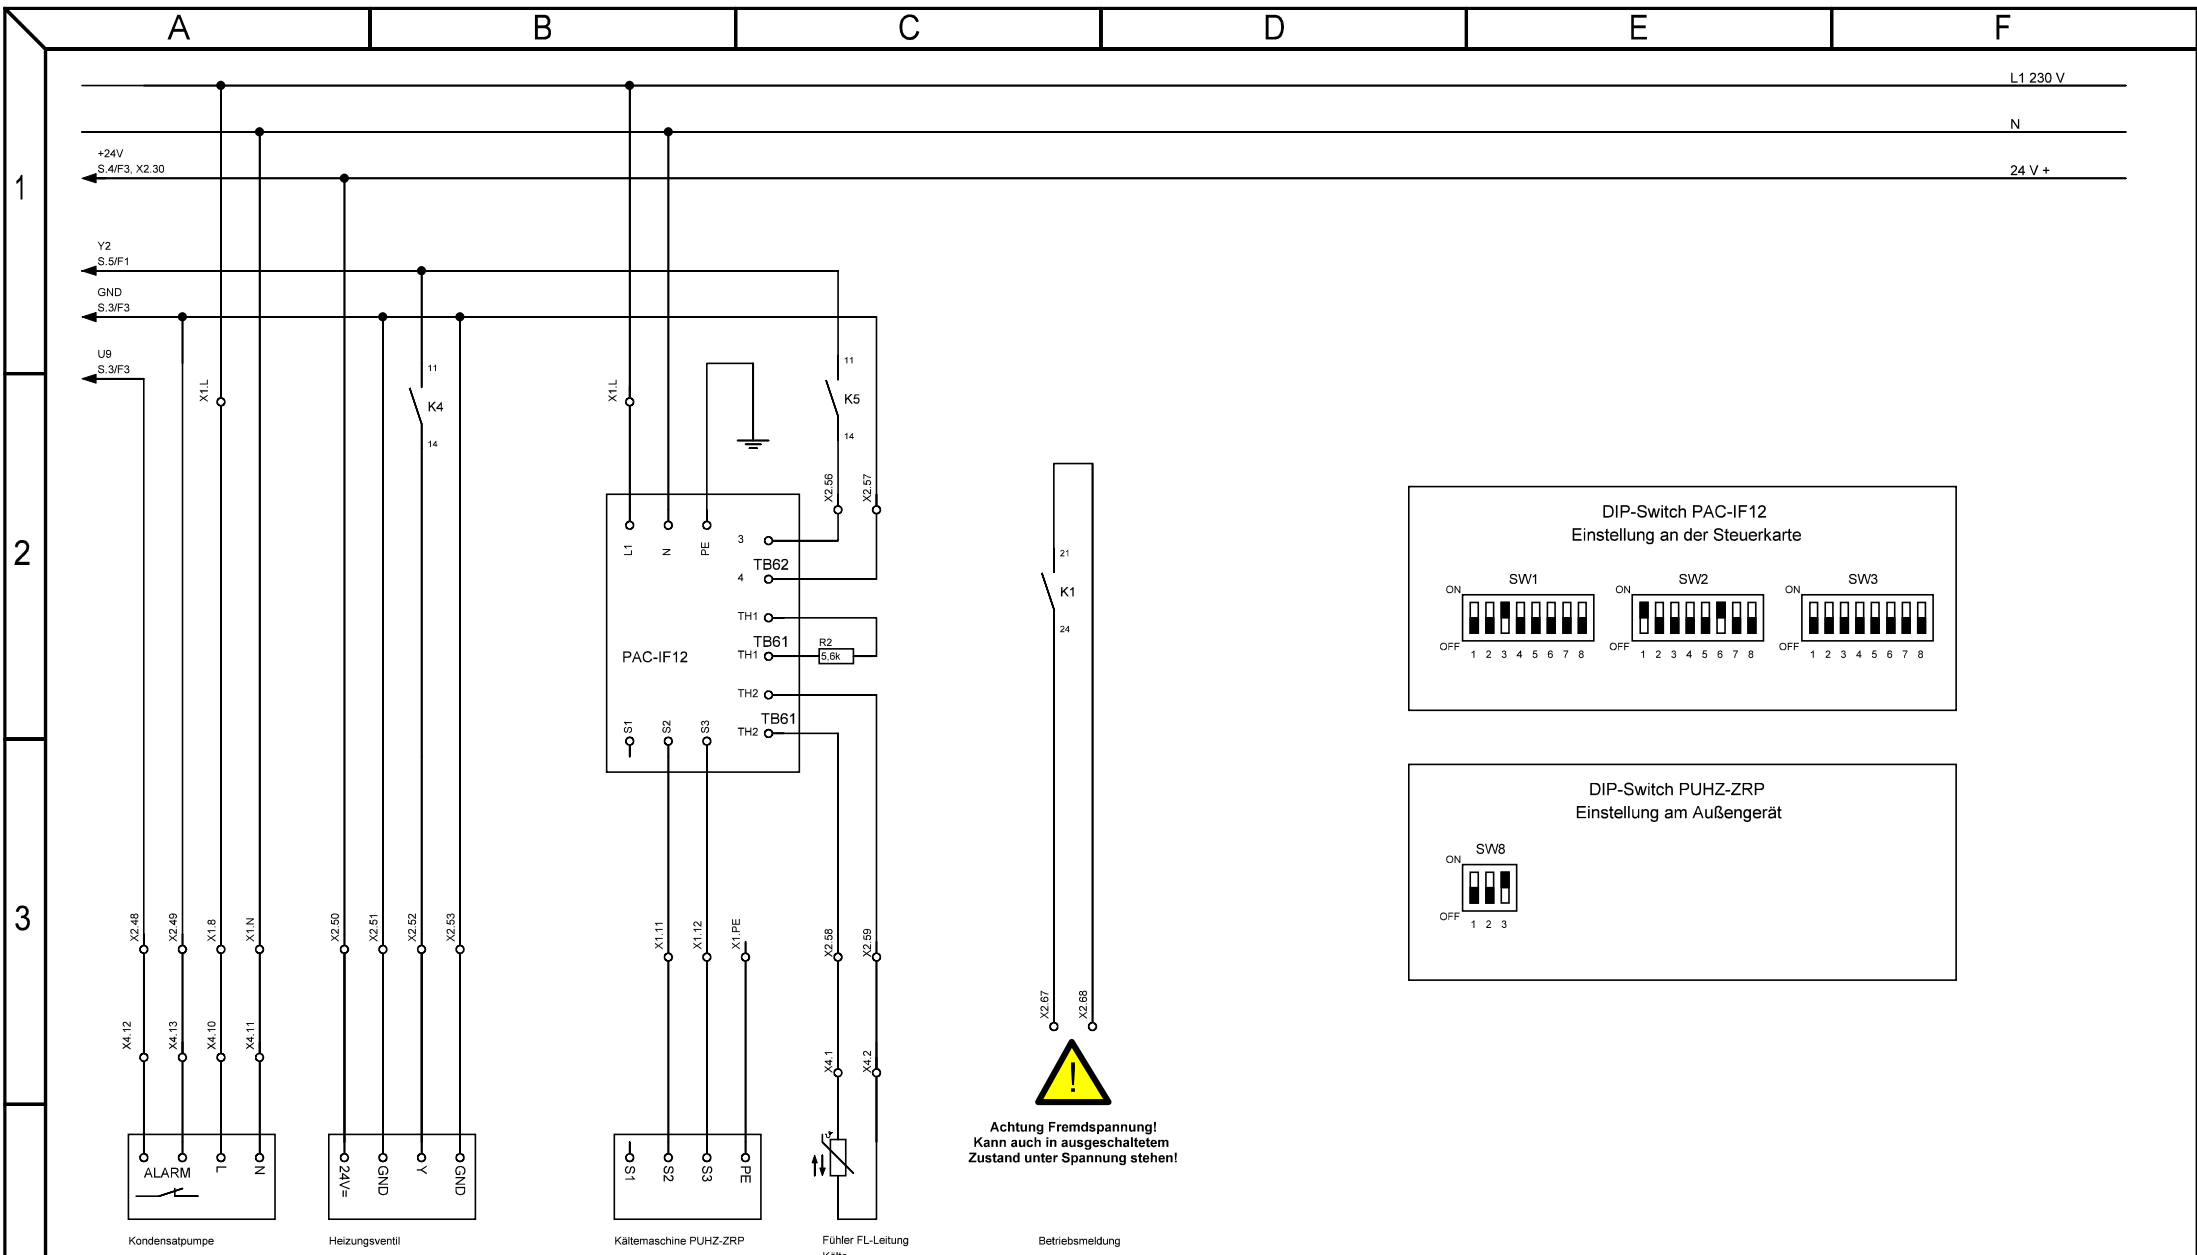 A B C D E F
L1 230 V
N
+24V
S.4/F3, X2.30
24 V +
1
Y2
S.5/F1
GND
S.3/F3
U9
S.3/F3
X1.L
11
K4
14
X1.L
11
K5
14
X2.56
X2.57
2
L1
N
PE
3
TB62
4
TH1
TB61
TH1
R2
5,6k
PAC-IF12
TH2
TB61
TH2
S1
S2
S3
21
K1
24
DIP-Switch PAC-IF12
Einstellung an der Steuerkarte
SW1
ON
OFF
1 2 3 4 5 6 7 8
SW2
ON
OFF
1 2 3 4 5 6 7 8
SW3
ON
OFF
1 2 3 4 5 6 7 8
DIP-Switch PUHZ-ZRP
Einstellung am Außengerät
SW8
ON
OFF
1 2 3
3
X2.48
X2.49
X1.8
X1.N
X2.50
X2.51
X2.52
X2.53
X1.11
X1.12
X1.PE
X2.58
X2.59
X2.67
X2.68
X4.12
X4.13
X4.10
X4.11
X4.1
X4.2
!
Achtung Fremdspannung!
Kann auch in ausgeschaltetem
Zustand unter Spannung stehen!
ALARM
L
N
24V=
GND
Y
GND
S1
S2
S3
PE
Kondensatpumpe
Heizungsventil
Kältemaschine PUHZ-ZRP
Fühler FL-Leitung
Betriebsmeldung